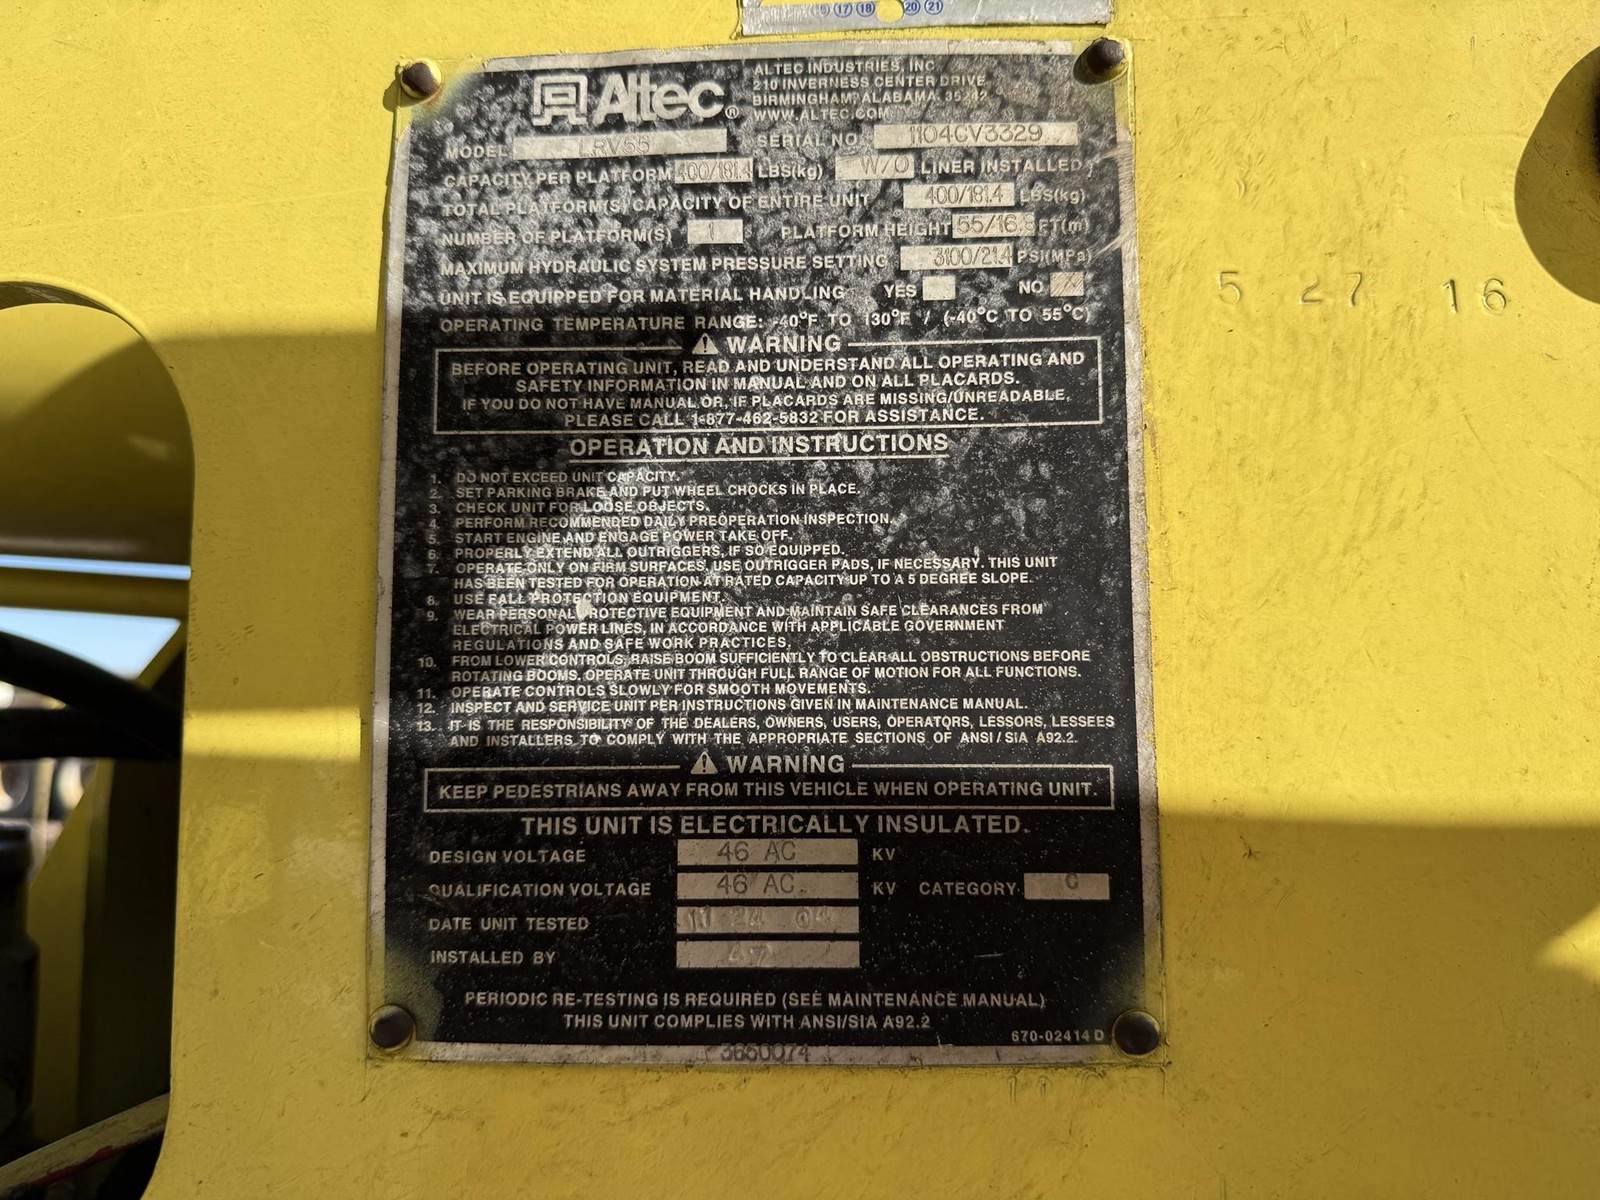 17 18 20 21
Altec®
ALTEC INDUSTRIES, INC
210 INVERNESS CENTER DRIVE
BIRMINGHAM, ALABAMA 35242
WWW.ALTEC.COM
MODEL LRV55 SERIAL NO. 1104CV3329
CAPACITY PER PLATFORM 400/181.4 LBS(kg) W/O LINER INSTALLED
TOTAL PLATFORM(S) CAPACITY OF ENTIRE UNIT 400/181.4 LBS(kg)
NUMBER OF PLATFORM(S) 1 PLATFORM HEIGHT 55/16.8 FT(m)
MAXIMUM HYDRAULIC SYSTEM PRESSURE SETTING 3100/21.4 PSI(MPa)
UNIT IS EQUIPPED FOR MATERIAL HANDLING YES NO
OPERATING TEMPERATURE RANGE: -40°F TO 130°F / (-40°C TO 55°C)
WARNING
BEFORE OPERATING UNIT, READ AND UNDERSTAND ALL OPERATING AND
SAFETY INFORMATION IN MANUAL AND ON ALL PLACARDS.
IF YOU DO NOT HAVE MANUAL OR, IF PLACARDS ARE MISSING/UNREADABLE,
PLEASE CALL 1-877-462-5832 FOR ASSISTANCE.
OPERATION AND INSTRUCTIONS
1. DO NOT EXCEED UNIT CAPACITY.
2. SET PARKING BRAKE AND PUT WHEEL CHOCKS IN PLACE.
3. CHECK UNIT FOR LOOSE OBJECTS.
4. PERFORM RECOMMENDED DAILY PREOPERATION INSPECTION.
5. START ENGINE AND ENGAGE POWER TAKE OFF.
6. PROPERLY EXTEND ALL OUTRIGGERS, IF SO EQUIPPED.
7. OPERATE ONLY ON FIRM SURFACES, USE OUTRIGGER PADS, IF NECESSARY. THIS UNIT
HAS BEEN TESTED FOR OPERATION AT RATED CAPACITY UP TO A 5 DEGREE SLOPE.
8. USE FALL PROTECTION EQUIPMENT.
9. WEAR PERSONAL PROTECTIVE EQUIPMENT AND MAINTAIN SAFE CLEARANCES FROM
ELECTRICAL POWER LINES, IN ACCORDANCE WITH APPLICABLE GOVERNMENT
REGULATIONS AND SAFE WORK PRACTICES.
10. FROM LOWER CONTROLS, RAISE BOOM SUFFICIENTLY TO CLEAR ALL OBSTRUCTIONS BEFORE
ROTATING BOOMS. OPERATE UNIT THROUGH FULL RANGE OF MOTION FOR ALL FUNCTIONS.
11. OPERATE CONTROLS SLOWLY FOR SMOOTH MOVEMENTS.
12. INSPECT AND SERVICE UNIT PER INSTRUCTIONS GIVEN IN MAINTENANCE MANUAL.
13. IT IS THE RESPONSIBILITY OF THE DEALERS, OWNERS, USERS, OPERATORS, LESSORS, LESSEES
AND INSTALLERS TO COMPLY WITH THE APPROPRIATE SECTIONS OF ANSI / SIA A92.2.
WARNING
KEEP PEDESTRIANS AWAY FROM THIS VEHICLE WHEN OPERATING UNIT.
THIS UNIT IS ELECTRICALLY INSULATED.
DESIGN VOLTAGE 46 AC KV
QUALIFICATION VOLTAGE 46 AC KV CATEGORY C
DATE UNIT TESTED 11 24 04
INSTALLED BY
PERIODIC RE-TESTING IS REQUIRED (SEE MAINTENANCE MANUAL)
THIS UNIT COMPLIES WITH ANSI/SIA A92.2
670-02414 D
3650074
5 27 16